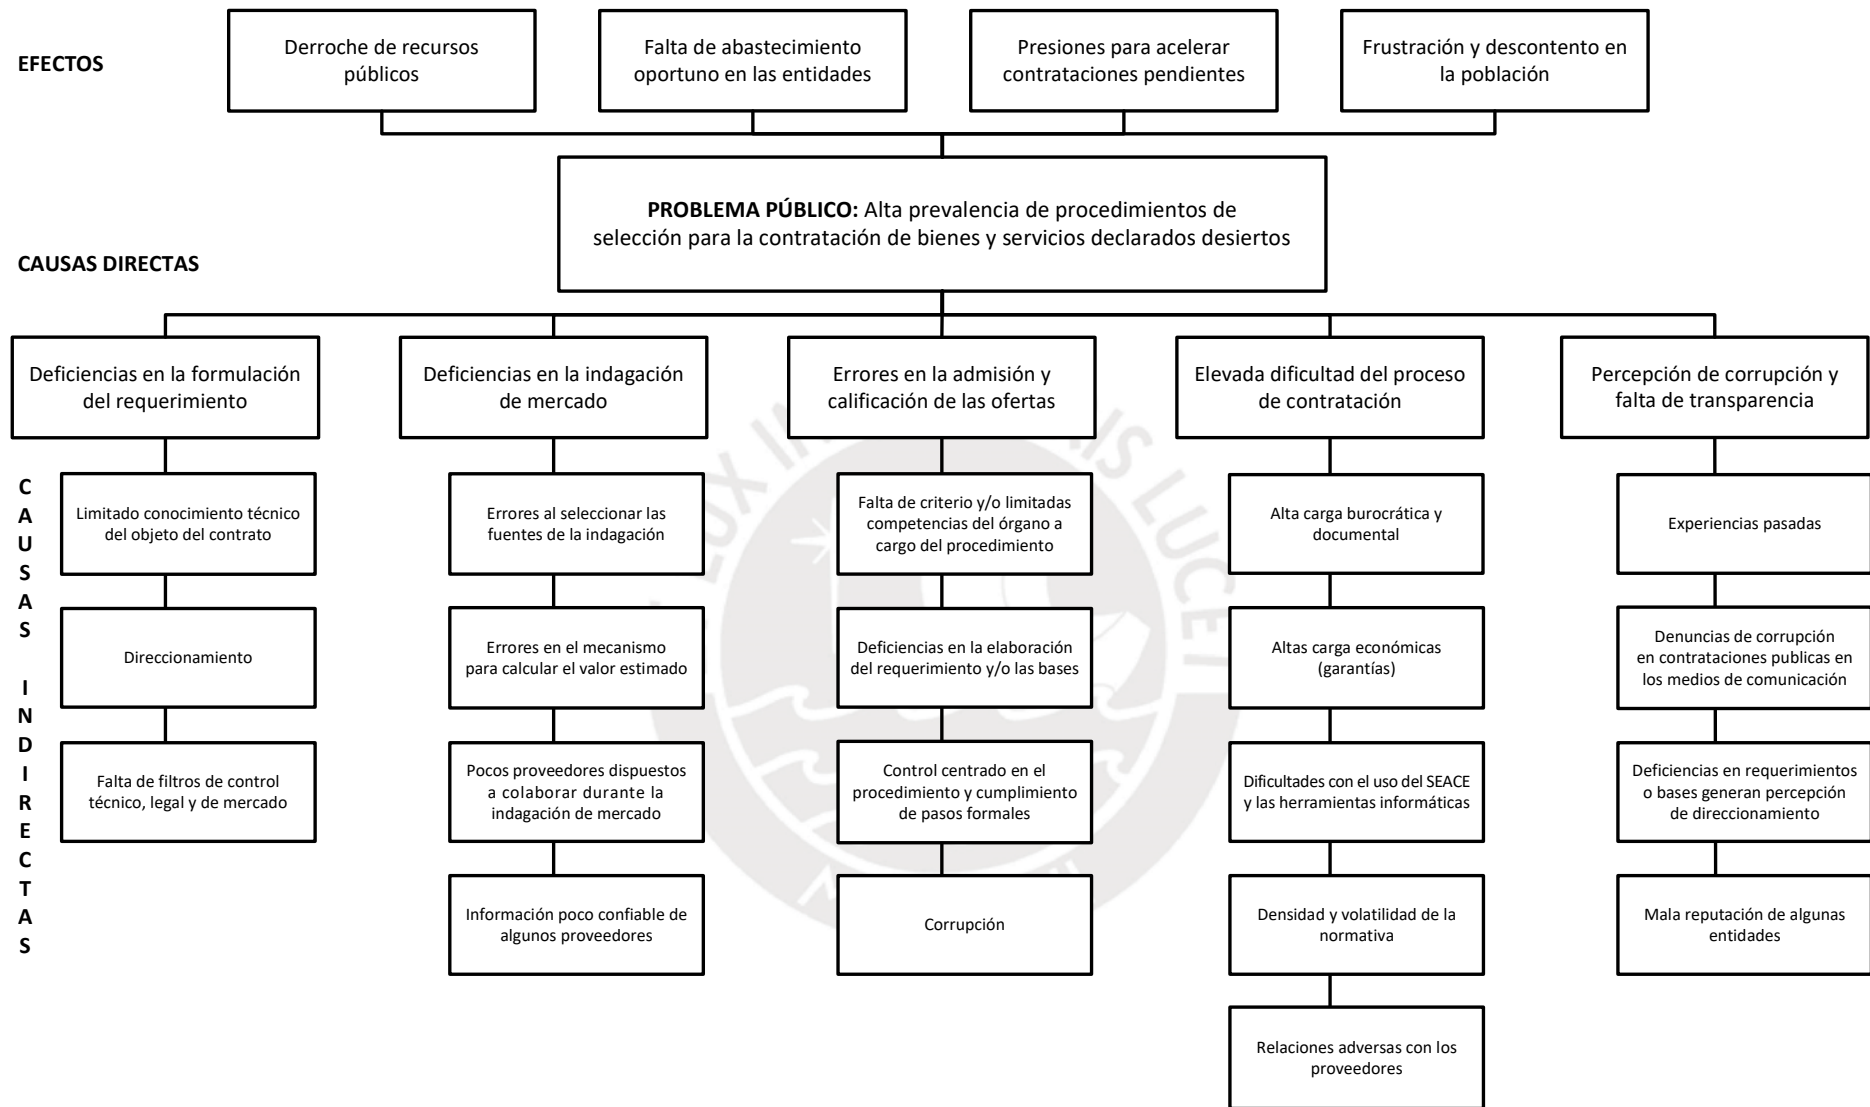 EFECTOS
Derroche de recursos
públicos
Falta de abastecimiento
oportuno en las entidades
Presiones para acelerar
contrataciones pendientes
Frustración y descontento en
la población
PROBLEMA PÚBLICO: Alta prevalencia de procedimientos de
selección para la contratación de bienes y servicios declarados desiertos
CAUSAS DIRECTAS
Deficiencias en la formulación
del requerimiento
Deficiencias en la indagación
de mercado
Errores en la admisión y
calificación de las ofertas
Elevada dificultad del proceso
de contratación
Percepción de corrupción y
falta de transparencia
CAUSAS INDIRECTAS
Limitado conocimiento técnico
del objeto del contrato
Direccionamiento
Falta de filtros de control
técnico, legal y de mercado
Errores al seleccionar las
fuentes de la indagación
Errores en el mecanismo
para calcular el valor estimado
Pocos proveedores dispuestos
a colaborar durante la
indagación de mercado
Información poco confiable de
algunos proveedores
Falta de criterio y/o limitadas
competencias del órgano a
cargo del procedimiento
Deficiencias en la elaboración
del requerimiento y/o las bases
Control centrado en el
procedimiento y cumplimiento
de pasos formales
Corrupción
Alta carga burocrática y
documental
Altas carga económicas
(garantías)
Dificultades con el uso del SEACE
y las herramientas informáticas
Densidad y volatilidad de la
normativa
Relaciones adversas con los
proveedores
Experiencias pasadas
Denuncias de corrupción
en contrataciones publicas en
los medios de comunicación
Deficiencias en requerimientos
o bases generan percepción
de direccionamiento
Mala reputación de algunas
entidades